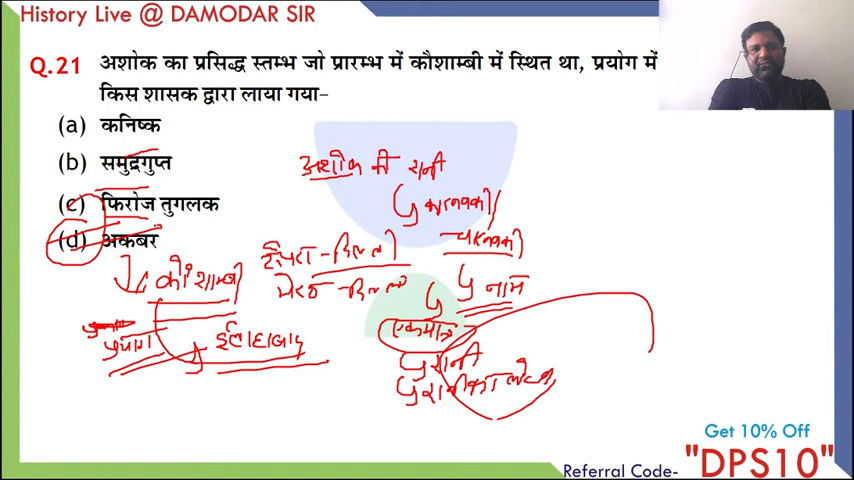 History Live @ DAMODAR SIR
Q.21 अशोक का प्रसिद्ध स्तम्भ जो प्रारम्भ में कौशाम्बी में स्थित था, प्रयोग में
किस शासक द्वारा लाया गया-
(a) कनिष्क
(b) समुद्रगुप्त
(c) फिरोज तुगलक
(d) अकबर
अशोक की रानी
कारूवाकी
चारूवाकी
नाम
टोपरा - दिल्ली
मेरठ - दिल्ली
कौशाम्बी
प्रयाग
इलाहाबाद
एकमात्र
रानी
रानी का लेख
Get 10% Off
Referral Code- "DPS10"